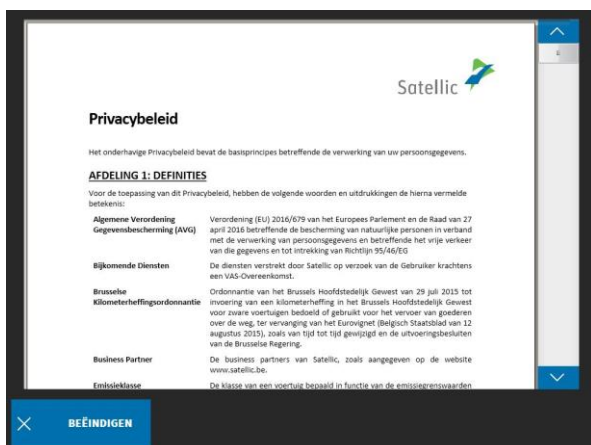 Satellic
Privacybeleid
Het onderhavige Privacybeleid bevat de basisprincipes betreffende de verwerking van uw persoonsgegevens.
AFDELING 1: DEFINITIES
Voor de toepassing van dit Privacybeleid, hebben de volgende woorden en uitdrukkingen de hierna vermelde
betekenis:
Algemene Verordening
Gegevensbescherming (AVG)
Verordening (EU) 2016/679 van het Europees Parlement en de Raad van 27
april 2016 betreffende de bescherming van natuurlijke personen in verband
met de verwerking van persoonsgegevens en betreffende het vrije verkeer
van die gegevens en tot intrekking van Richtlijn 95/46/EG
Bijkomende Diensten
De diensten verstrekt door Satellic op verzoek van de Gebruiker krachtens
een VAS-Overeenkomst.
Brusselse
Kilometerheffingsordonnantie
Ordonnantie van het Brussels Hoofdstedelijk Gewest van 29 juli 2015 tot
invoering van een kilometerheffing in het Brussels Hoofdstedelijk Gewest
voor zware voertuigen bedoeld of gebruikt voor het vervoer van goederen
over de weg, ter vervanging van het Eurovignet (Belgisch Staatsblad van 12
augustus 2015), zoals van tijd tot tijd gewijzigd en de uitvoeringsbesluiten
van de Brusselse Regering.
Business Partner
De business partners van Satellic, zoals aangegeven op de website
www.satellic.be.
Emissieklasse
De klasse van een voertuig bepaald in functie van de emissiegrenswaarden
BEËINDIGEN